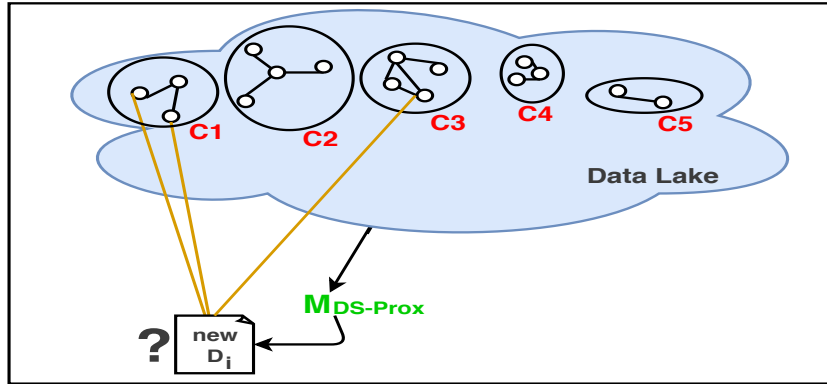 C1
C2
C3
C4
C5
Data Lake
MDS-Prox
?
new
Di